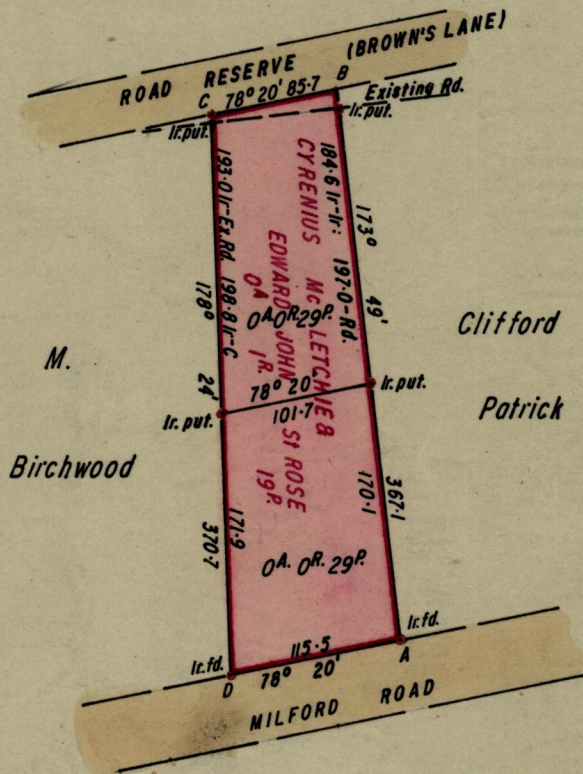 ROAD RESERVE (BROWN'S LANE)
C 78° 20' 85·7 B
Existing Rd.
Ir.put.
Ir.put.
193·0 Ir-Ex.Rd. 198·8 Ir-C
178° 24'
370·7
171·9
184·6 Ir-Ir: 197·0-Rd.
173° 49'
367·1
170·1
CYRENIUS Mc LETCHIE &
EDWARD JOHN St ROSE
0A. 1R. 19P.
0A. 0R. 29P.
78° 20'
101·7
Ir. put.
Ir. put.
M.
Birchwood
Clifford
Patrick
0A. 0R. 29P.
Ir.fd.
Ir.fd.
115·5
D 78° 20' A
MILFORD ROAD